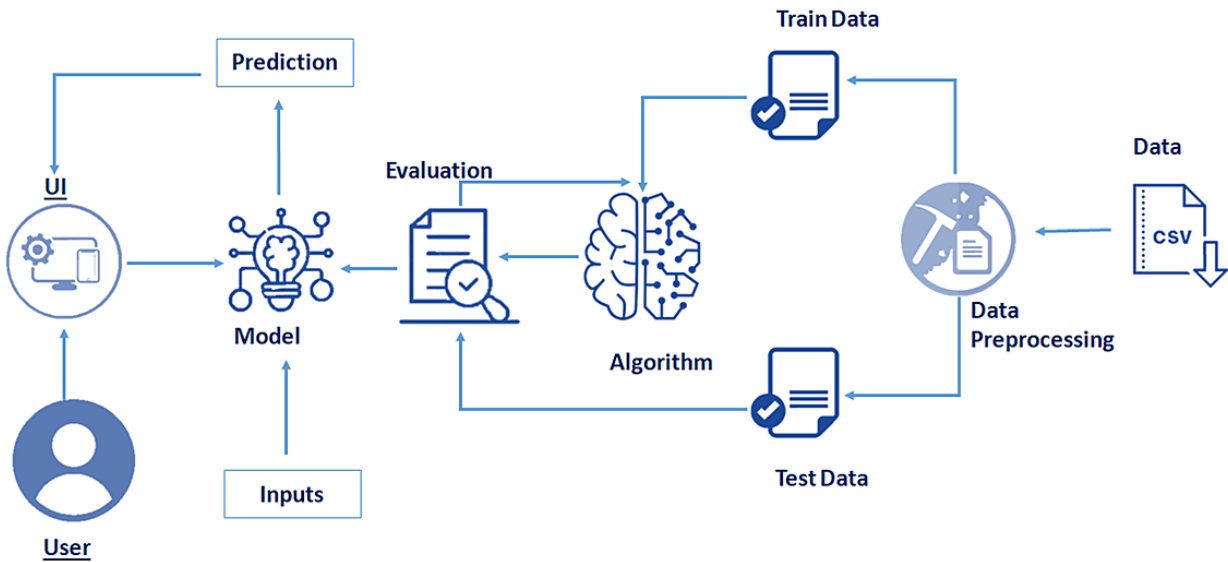 Train Data
Prediction
Data
Evaluation
UI
CSV
Model
Data
Preprocessing
Algorithm
Test Data
Inputs
User